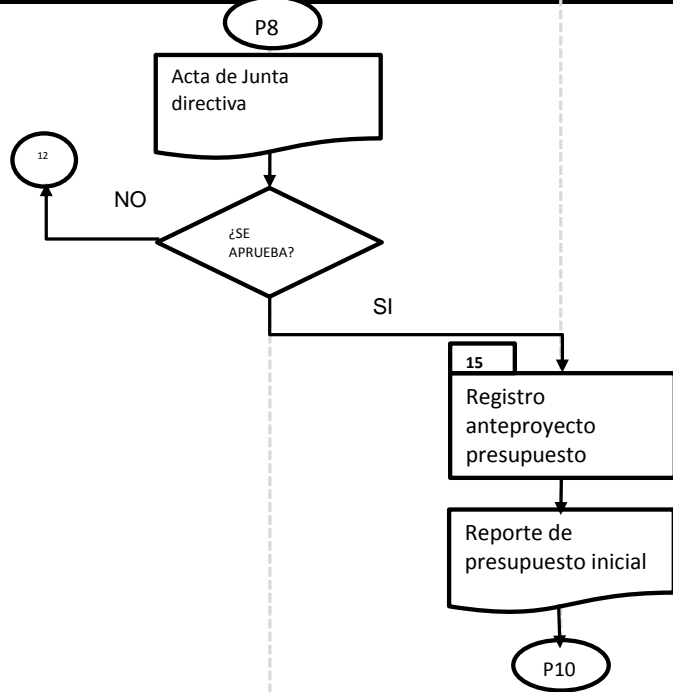 P8
Acta de Junta
directiva
12
NO
¿SE
APRUEBA?
SI
15
Registro
anteproyecto
presupuesto
Reporte de
presupuesto inicial
P10